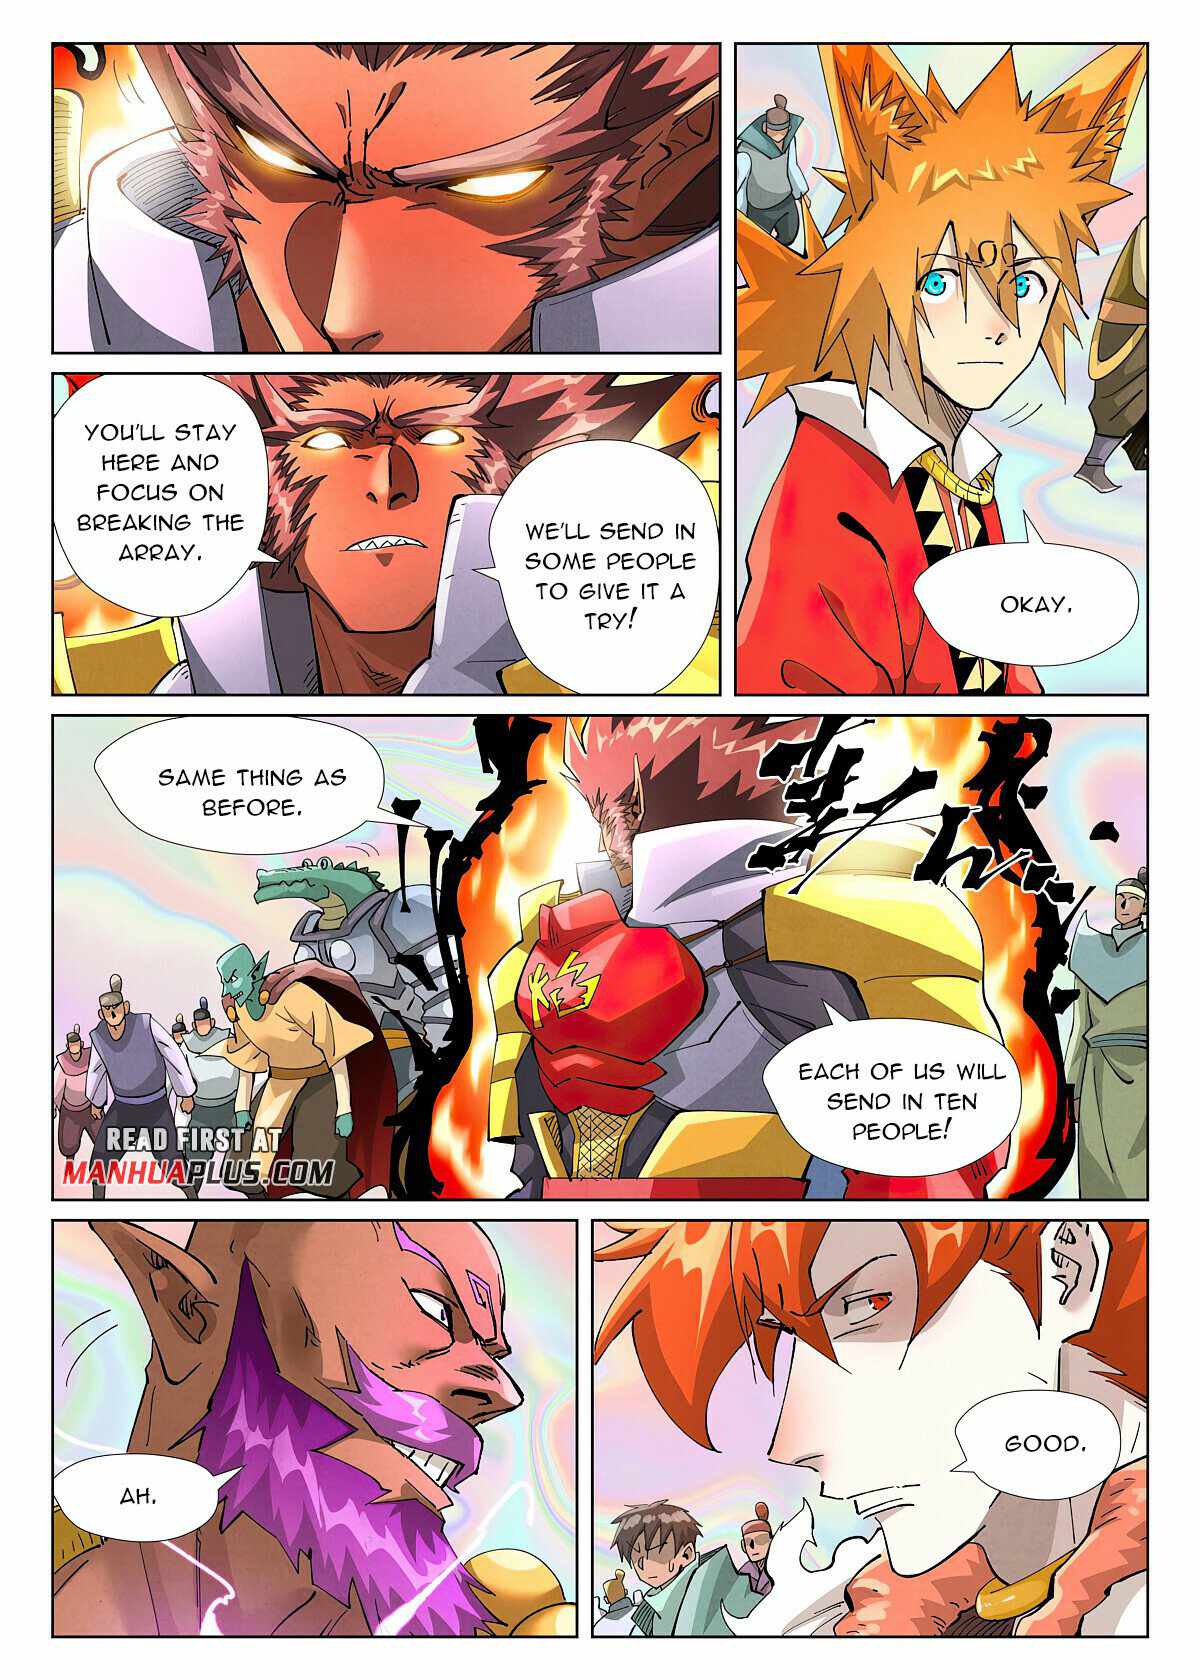 YOU'LL STAY
HERE AND
FOCUS ON
BREAKING THE
ARRAY.
WE'LL SEND IN
SOME PEOPLE
TO GIVE IT A
TRY!
OKAY.
SAME THING AS
BEFORE.
EACH OF US WILL
SEND IN TEN
PEOPLE!
READ FIRST AT
MANHUAPLUS.COM
AH.
GOOD.